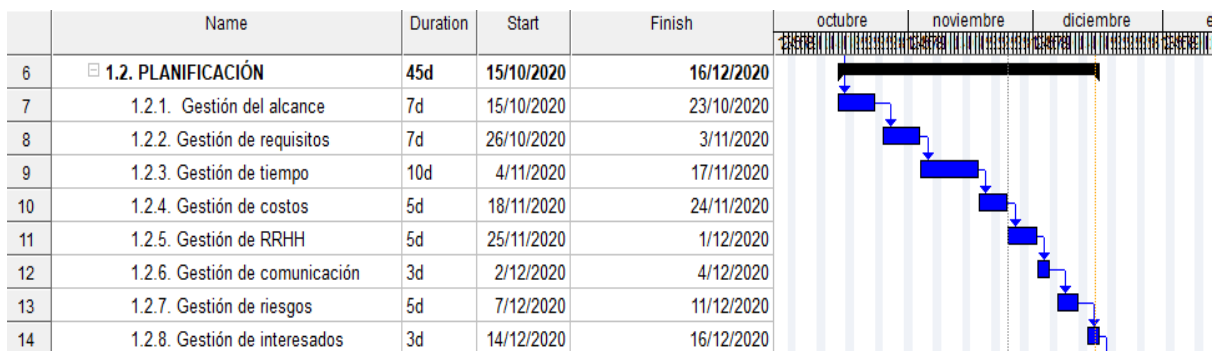 Name Duration Start Finish octubre noviembre diciembre e
6 1.2. PLANIFICACIÓN 45d 15/10/2020 16/12/2020
7 1.2.1. Gestión del alcance 7d 15/10/2020 23/10/2020
8 1.2.2. Gestión de requisitos 7d 26/10/2020 3/11/2020
9 1.2.3. Gestión de tiempo 10d 4/11/2020 17/11/2020
10 1.2.4. Gestión de costos 5d 18/11/2020 24/11/2020
11 1.2.5. Gestión de RRHH 5d 25/11/2020 1/12/2020
12 1.2.6. Gestión de comunicación 3d 2/12/2020 4/12/2020
13 1.2.7. Gestión de riesgos 5d 7/12/2020 11/12/2020
14 1.2.8. Gestión de interesados 3d 14/12/2020 16/12/2020